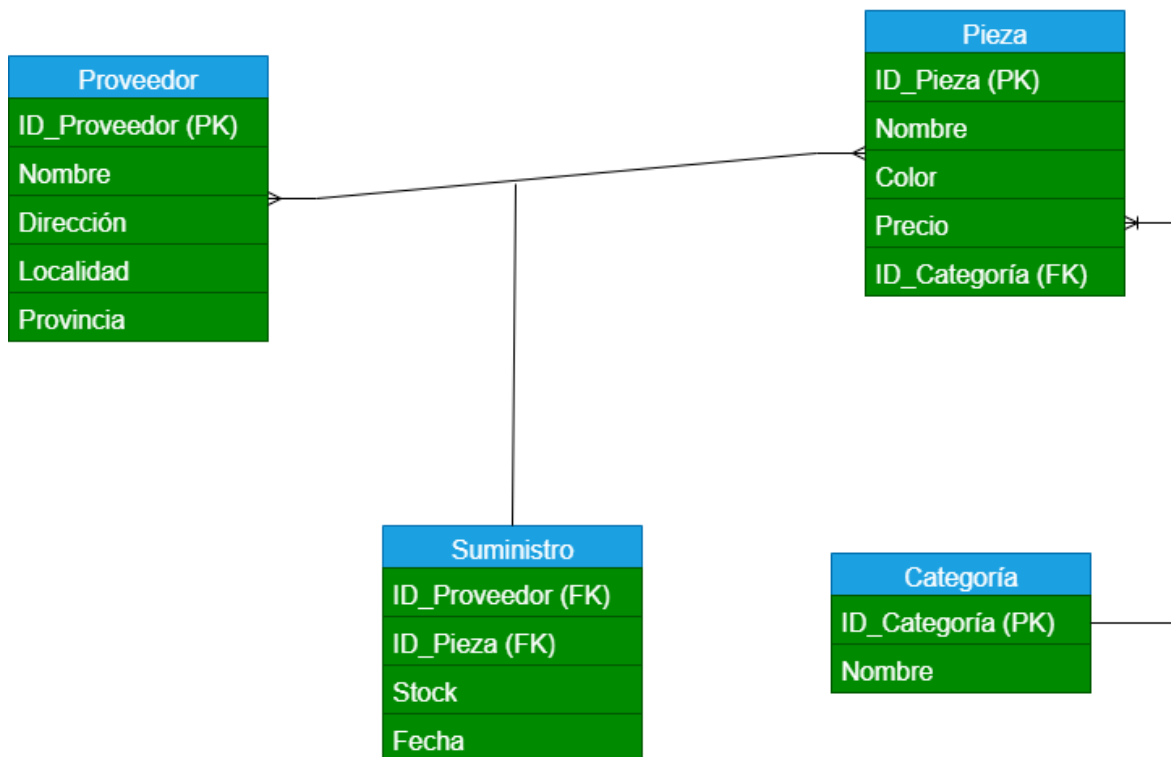 Proveedor
ID_Proveedor (PK)
Nombre
Dirección
Localidad
Provincia
Pieza
ID_Pieza (PK)
Nombre
Color
Precio
ID_Categoría (FK)
Suministro
ID_Proveedor (FK)
ID_Pieza (FK)
Stock
Fecha
Categoría
ID_Categoría (PK)
Nombre